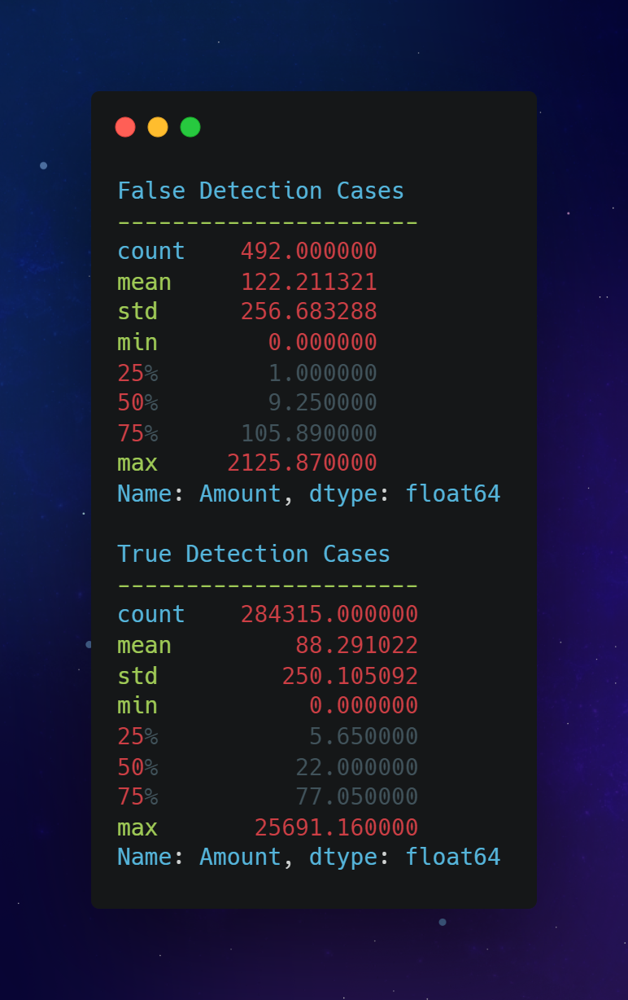 False Detection Cases
----------------------
count    492.000000
mean     122.211321
std      256.683288
min        0.000000
25%        1.000000
50%        9.250000
75%      105.890000
max     2125.870000
Name: Amount, dtype: float64
True Detection Cases
----------------------
count    284315.000000
mean         88.291022
std         250.105092
min           0.000000
25%           5.650000
50%          22.000000
75%          77.050000
max       25691.160000
Name: Amount, dtype: float64